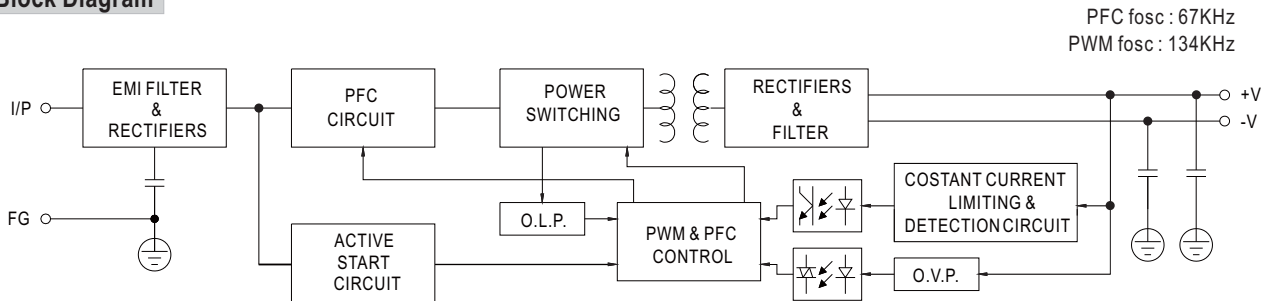 Block Diagram
PFC fosc : 67KHz
PWM fosc : 134KHz
I/P
EMI FILTER
&
RECTIFIERS
PFC
CIRCUIT
POWER
SWITCHING
RECTIFIERS
&
FILTER
+V
-V
FG
O.L.P.
PWM & PFC
CONTROL
COSTANT CURRENT
LIMITING &
DETECTION CIRCUIT
ACTIVE
START
CIRCUIT
O.V.P.